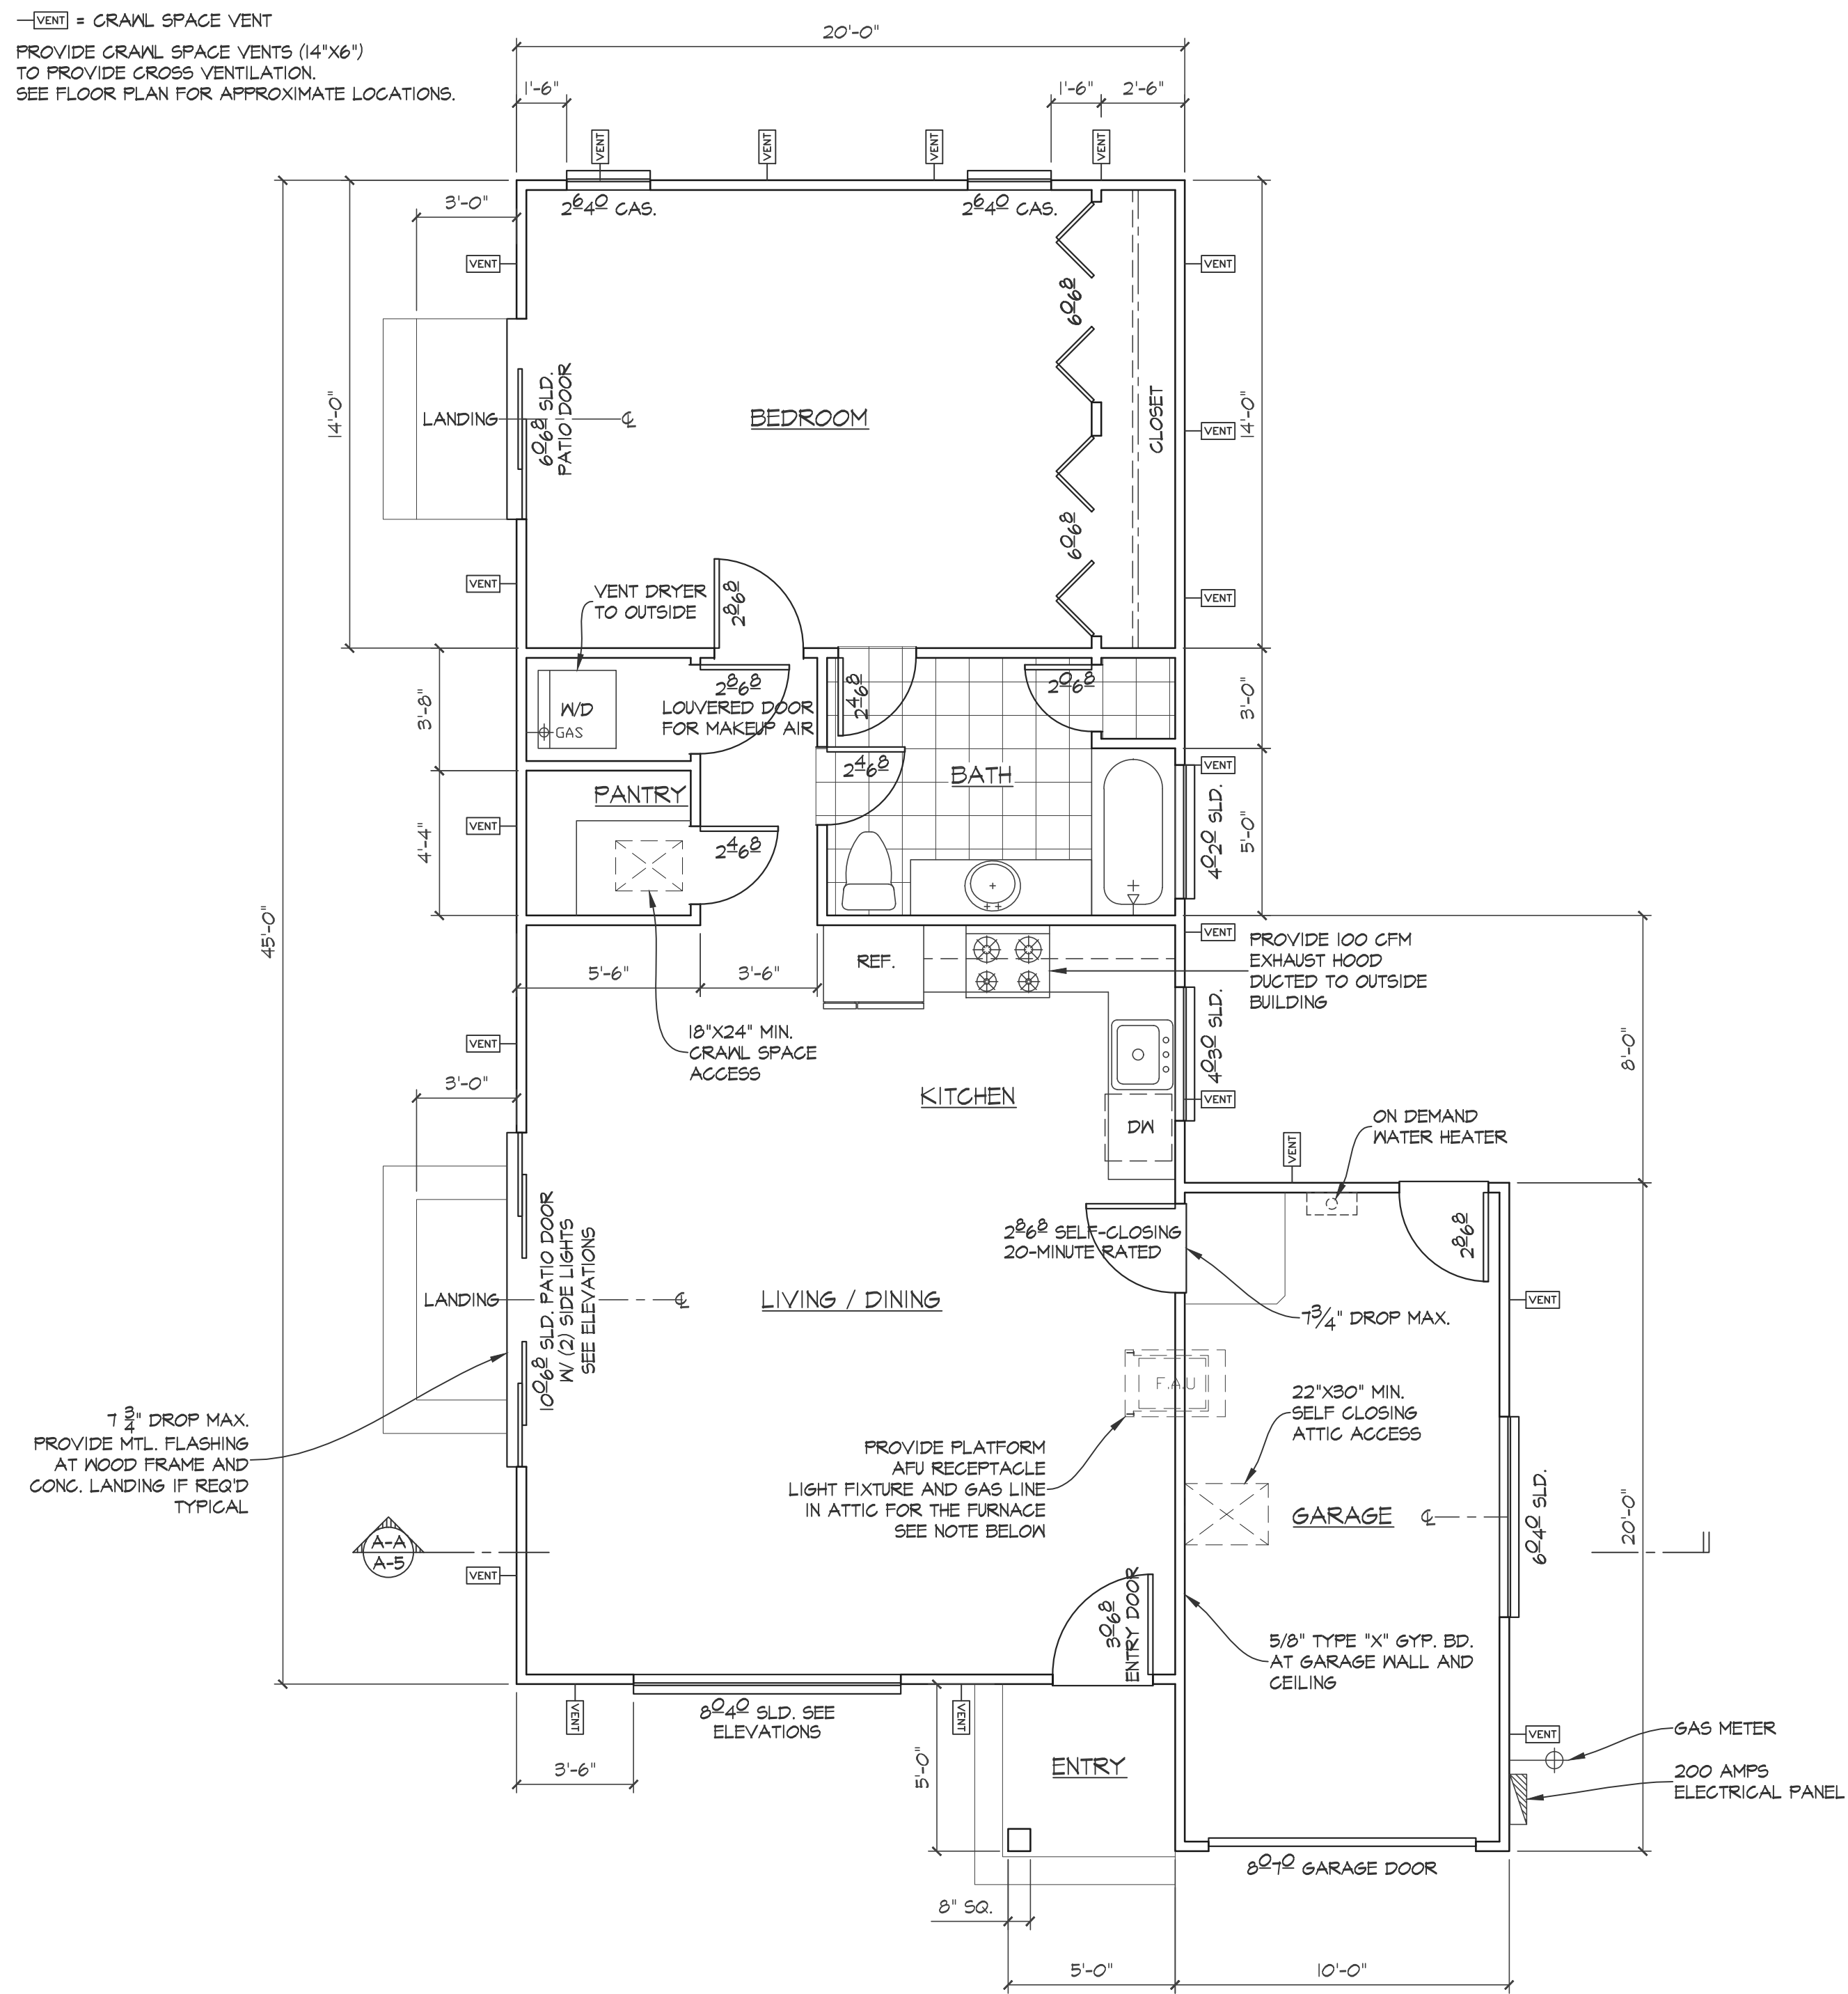 VENT = CRAWL SPACE VENT
PROVIDE CRAWL SPACE VENTS (14"X6")
TO PROVIDE CROSS VENTILATION.
SEE FLOOR PLAN FOR APPROXIMATE LOCATIONS.
20'-0"
1'-6"
1'-6"
2'-6"
VENT
VENT
VENT
VENT
2640 CAS.
2640 CAS.
3'-0"
VENT
VENT
6068
14'-0"
LANDING
6068 SLD.
PATIO DOOR
℄
BEDROOM
CLOSET
VENT
14'-0"
6068
VENT
VENT DRYER
TO OUTSIDE
2868
VENT
3'-8"
W/D
GAS
2868
LOUVERED DOOR
FOR MAKEUP AIR
2468
2068
3'-0"
2468
BATH
VENT
PANTRY
VENT
4'-4"
2468
4020 SLD.
5'-0"
45'-0"
VENT
PROVIDE 100 CFM
EXHAUST HOOD
DUCTED TO OUTSIDE
BUILDING
5'-6"
3'-6"
REF.
18"X24" MIN.
CRAWL SPACE
ACCESS
VENT
4030 SLD.
8'-0"
3'-0"
KITCHEN
VENT
DW
ON DEMAND
WATER HEATER
VENT
2868 SELF-CLOSING
20-MINUTE RATED
2868
LANDING
10068 SLD. PATIO DOOR
W/ (2) SIDE LIGHTS
SEE ELEVATIONS
℄
LIVING / DINING
VENT
7 3/4" DROP MAX.
F.A.U
22"X30" MIN.
SELF CLOSING
ATTIC ACCESS
7 3/4" DROP MAX.
PROVIDE MTL. FLASHING
AT WOOD FRAME AND
CONC. LANDING IF REQ'D
TYPICAL
PROVIDE PLATFORM
AFU RECEPTACLE
LIGHT FIXTURE AND GAS LINE
IN ATTIC FOR THE FURNACE
SEE NOTE BELOW
GARAGE
℄
6040 SLD.
20'-0"
A-A
A-5
VENT
3068
ENTRY DOOR
5/8" TYPE "X" GYP. BD.
AT GARAGE WALL AND
CEILING
VENT
8040 SLD. SEE
ELEVATIONS
VENT
VENT
GAS METER
3'-6"
5'-0"
ENTRY
200 AMPS
ELECTRICAL PANEL
8070 GARAGE DOOR
8" SQ.
5'-0"
10'-0"